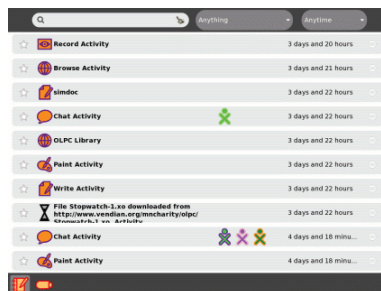 Anything
Anytime
Record Activity
3 days and 20 hours
Browse Activity
3 days and 21 hours
simdoc
3 days and 22 hours
Chat Activity
3 days and 22 hours
OLPC Library
3 days and 22 hours
Paint Activity
3 days and 22 hours
Write Activity
3 days and 22 hours
File Stopwatch-1.xo downloaded from
http://www.vendian.org/mncharity/olpc/
Stopwatch-1.xo. Activity
3 days and 22 hours
Chat Activity
4 days and 18 minu...
Paint Activity
4 days and 18 minu...